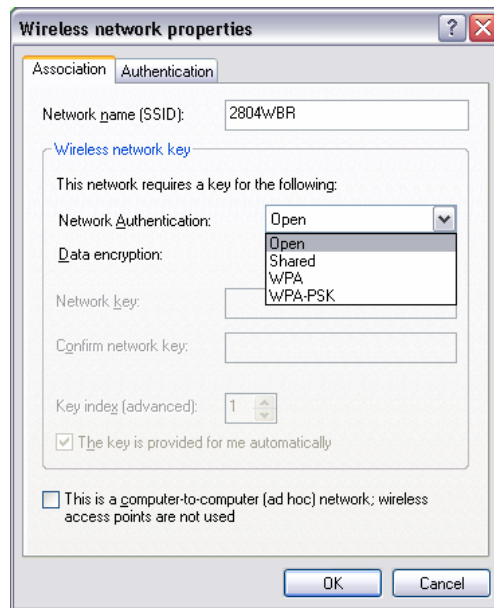 Wireless network properties
Association
Authentication
Network name (SSID):
2804WBR
Wireless network key
This network requires a key for the following:
Network Authentication:
Open
Data encryption:
Open
Shared
WPA
WPA-PSK
Network key:
Confirm network key:
Key index (advanced):
1
The key is provided for me automatically
This is a computer-to-computer (ad hoc) network; wireless
access points are not used
OK
Cancel